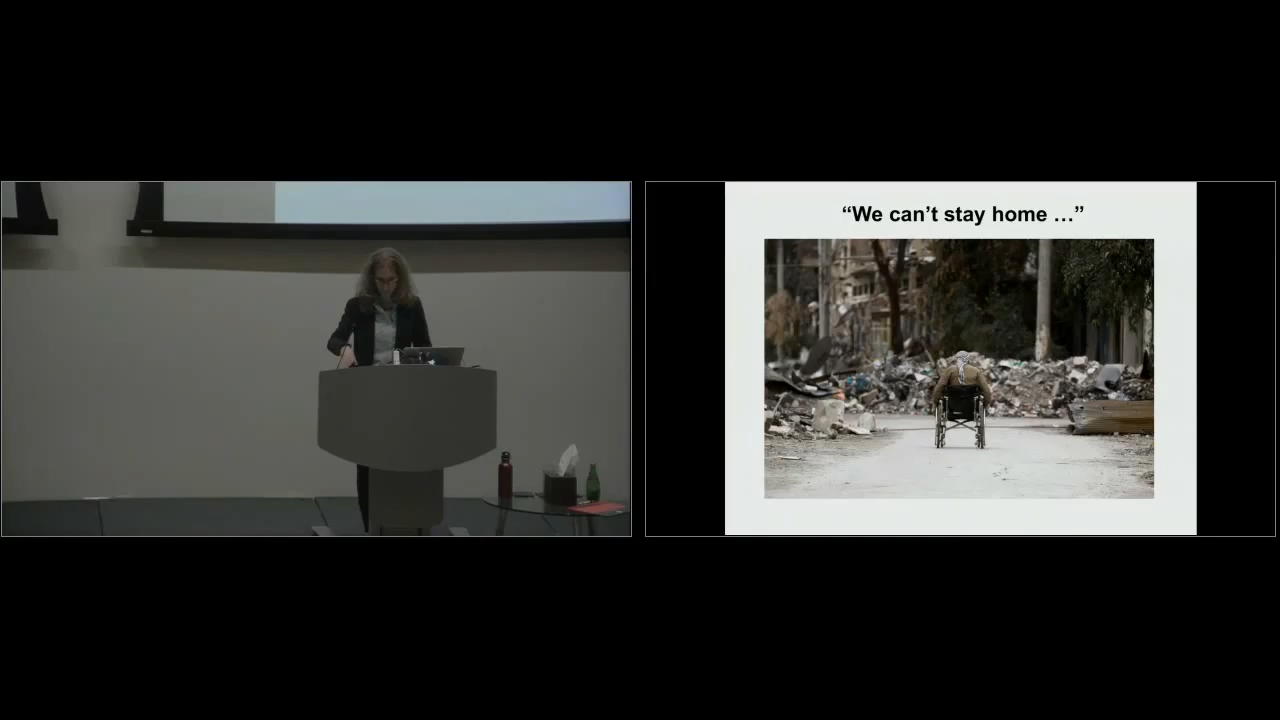 “We can’t stay home …”